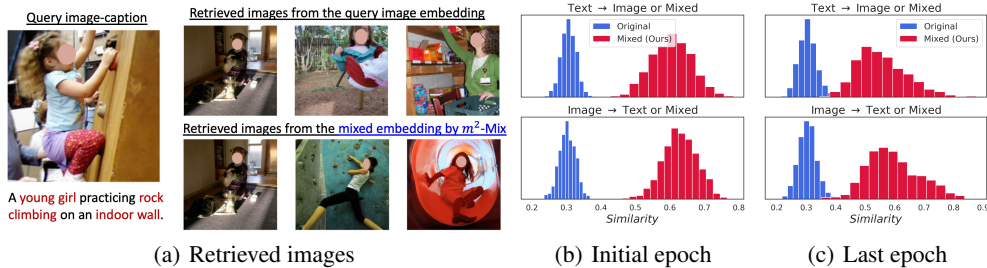 Query image-caption
A young girl practicing rock
climbing on an indoor wall.
Retrieved images from the query image embedding
Retrieved images from the mixed embedding by m²-Mix
(a) Retrieved images
Text → Image or Mixed
Original
Mixed (Ours)
Image → Text or Mixed
0.2 0.3 0.4 0.5 0.6 0.7 0.8
Similarity
(b) Initial epoch
Text → Image or Mixed
Original
Mixed (Ours)
Image → Text or Mixed
0.2 0.3 0.4 0.5 0.6 0.7 0.8 0.9
Similarity
(c) Last epoch